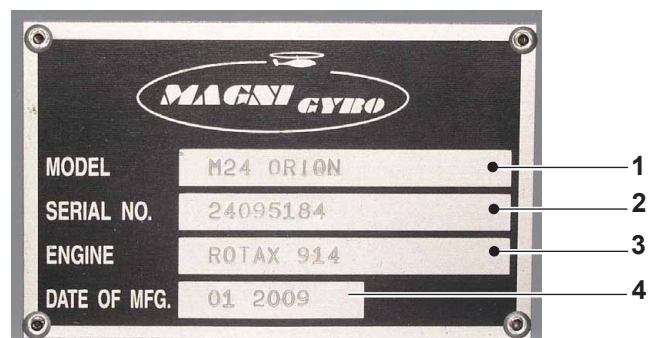 MAGNI GYRO
MODEL M24 ORION 1
SERIAL NO. 24095184 2
ENGINE ROTAX 914 3
DATE OF MFG. 01 2009 4